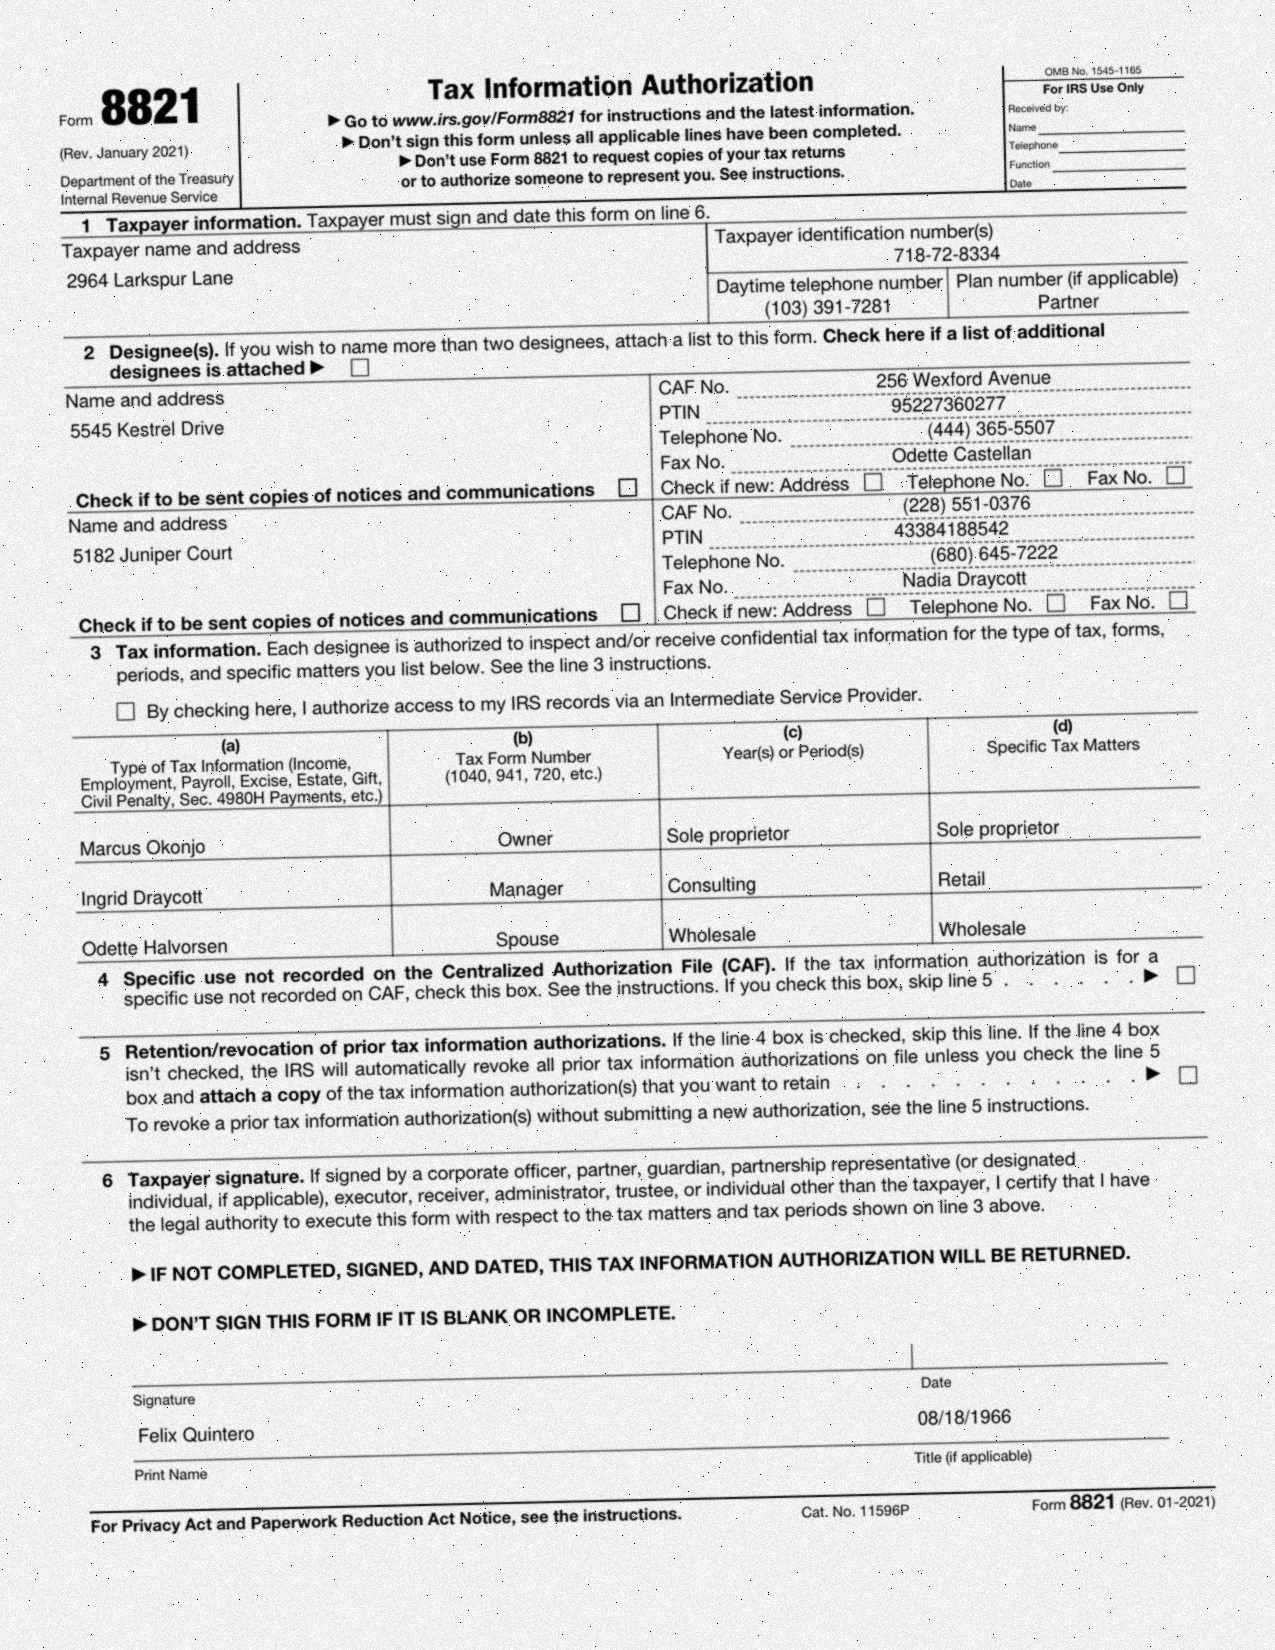 Form 8821
(Rev. January 2021)
Department of the Treasury
Internal Revenue Service
Tax Information Authorization
▶ Go to www.irs.gov/Form8821 for instructions and the latest information.
▶ Don't sign this form unless all applicable lines have been completed.
▶ Don't use Form 8821 to request copies of your tax returns
or to authorize someone to represent you. See instructions.
OMB No. 1545-1165
For IRS Use Only
Received by:
Name
Telephone
Function
Date
1 Taxpayer information. Taxpayer must sign and date this form on line 6.
Taxpayer name and address
2964 Larkspur Lane
Taxpayer identification number(s)
718-72-8334
Daytime telephone number
(103) 391-7281
Plan number (if applicable)
Partner
2 Designee(s). If you wish to name more than two designees, attach a list to this form. Check here if a list of additional
designees is attached ▶
Name and address
5545 Kestrel Drive
Check if to be sent copies of notices and communications
CAF No. 256 Wexford Avenue
PTIN 95227360277
Telephone No. (444) 365-5507
Fax No. Odette Castellan
Check if new: Address Telephone No. Fax No.
Name and address
5182 Juniper Court
Check if to be sent copies of notices and communications
CAF No. (228) 551-0376
PTIN 43384188542
Telephone No. (680) 645-7222
Fax No. Nadia Draycott
Check if new: Address Telephone No. Fax No.
3 Tax information. Each designee is authorized to inspect and/or receive confidential tax information for the type of tax, forms,
periods, and specific matters you list below. See the line 3 instructions.
By checking here, I authorize access to my IRS records via an Intermediate Service Provider.
(a)
Type of Tax Information (Income,
Employment, Payroll, Excise, Estate, Gift,
Civil Penalty, Sec. 4980H Payments, etc.)
(b)
Tax Form Number
(1040, 941, 720, etc.)
(c)
Year(s) or Period(s)
(d)
Specific Tax Matters
Marcus Okonjo Owner Sole proprietor Sole proprietor
Ingrid Draycott Manager Consulting Retail
Odette Halvorsen Spouse Wholesale Wholesale
4 Specific use not recorded on the Centralized Authorization File (CAF). If the tax information authorization is for a
specific use not recorded on CAF, check this box. See the instructions. If you check this box, skip line 5 . . . . . . ▶
5 Retention/revocation of prior tax information authorizations. If the line 4 box is checked, skip this line. If the line 4 box
isn't checked, the IRS will automatically revoke all prior tax information authorizations on file unless you check the line 5
box and attach a copy of the tax information authorization(s) that you want to retain . . . . . . . . . . . . ▶
To revoke a prior tax information authorization(s) without submitting a new authorization, see the line 5 instructions.
6 Taxpayer signature. If signed by a corporate officer, partner, guardian, partnership representative (or designated
individual, if applicable), executor, receiver, administrator, trustee, or individual other than the taxpayer, I certify that I have
the legal authority to execute this form with respect to the tax matters and tax periods shown on line 3 above.
▶ IF NOT COMPLETED, SIGNED, AND DATED, THIS TAX INFORMATION AUTHORIZATION WILL BE RETURNED.
▶ DON'T SIGN THIS FORM IF IT IS BLANK OR INCOMPLETE.
Signature
Date
Felix Quintero
08/18/1966
Print Name
Title (if applicable)
For Privacy Act and Paperwork Reduction Act Notice, see the instructions.
Cat. No. 11596P
Form 8821 (Rev. 01-2021)